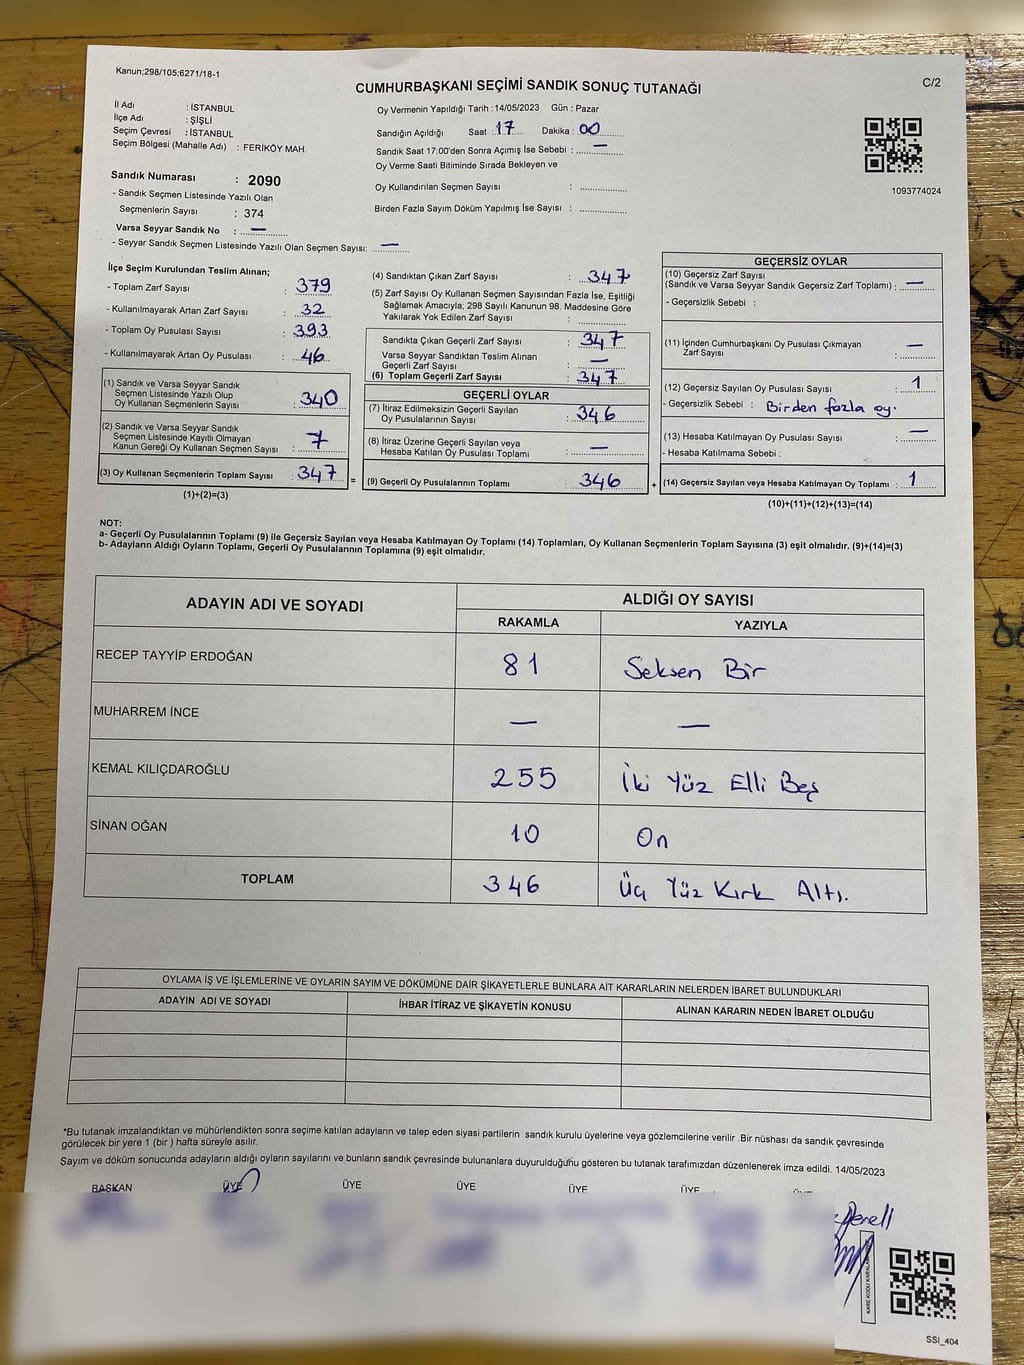 Kanun;298/105;6271/18-1
CUMHURBAŞKANI SEÇİMİ SANDIK SONUÇ TUTANAĞI
C/2
İl Adı : İSTANBUL
İlçe Adı : ŞİŞLİ
Seçim Çevresi : İSTANBUL
Seçim Bölgesi (Mahalle Adı) : FERİKÖY MAH.
Oy Vermenin Yapıldığı Tarih : 14/05/2023 Gün : Pazar
Sandığın Açıldığı Saat : 17 Dakika : 00
Sandık Saat 17:00'den Sonra Açımış İse Sebebi : —
Oy Verme Saati Bitiminde Sırada Bekleyen ve
Oy Kullandırılan Seçmen Sayısı :
Birden Fazla Sayım Döküm Yapılmış İse Sayısı :
1093774024
Sandık Numarası : 2090
- Sandık Seçmen Listesinde Yazılı Olan
Seçmenlerin Sayısı : 374
Varsa Seyyar Sandık No : —
- Seyyar Sandık Seçmen Listesinde Yazılı Olan Seçmen Sayısı: —
İlçe Seçim Kurulundan Teslim Alınan;
- Toplam Zarf Sayısı : 379
- Kullanılmayarak Artan Zarf Sayısı : 32
- Toplam Oy Pusulası Sayısı : 393
- Kullanılmayarak Artan Oy Pusulası : 46
(1) Sandık ve Varsa Seyyar Sandık
Seçmen Listesinde Yazılı Olup
Oy Kullanan Seçmenlerin Sayısı : 340
(2) Sandık ve Varsa Seyyar Sandık
Seçmen Listesinde Kayıtlı Olmayan
Kanun Gereği Oy Kullanan Seçmen Sayısı : 7
(3) Oy Kullanan Seçmenlerin Toplam Sayısı : 347
(1)+(2)=(3)
(4) Sandıktan Çıkan Zarf Sayısı : 347
(5) Zarf Sayısı Oy Kullanan Seçmen Sayısından Fazla İse, Eşitliği
Sağlamak Amacıyla; 298 Sayılı Kanunun 98. Maddesine Göre
Yakılarak Yok Edilen Zarf Sayısı :
Sandıkta Çıkan Geçerli Zarf Sayısı : 347
Varsa Seyyar Sandıktan Teslim Alınan
Geçerli Zarf Sayısı : —
(6) Toplam Geçerli Zarf Sayısı : 347
GEÇERLİ OYLAR
(7) İtiraz Edilmeksizin Geçerli Sayılan
Oy Pusulalarının Sayısı : 346
(8) İtiraz Üzerine Geçerli Sayılan veya
Hesaba Katılan Oy Pusulası Toplamı : —
= (9) Geçerli Oy Pusulalarının Toplamı : 346 +
GEÇERSİZ OYLAR
(10) Geçersiz Zarf Sayısı
(Sandık ve Varsa Seyyar Sandık Geçersiz Zarf Toplamı) : —
- Geçersizlik Sebebi :
(11) İçinden Cumhurbaşkanı Oy Pusulası Çıkmayan
Zarf Sayısı : —
(12) Geçersiz Sayılan Oy Pusulası Sayısı : 1
- Geçersizlik Sebebi : Birden fazla oy.
(13) Hesaba Katılmayan Oy Pusulası Sayısı : —
- Hesaba Katılmama Sebebi :
(14) Geçersiz Sayılan veya Hesaba Katılmayan Oy Toplamı : 1
(10)+(11)+(12)+(13)=(14)
NOT:
a- Geçerli Oy Pusulalarının Toplamı (9) ile Geçersiz Sayılan veya Hesaba Katılmayan Oy Toplamı (14) Toplamları, Oy Kullanan Seçmenlerin Toplam Sayısına (3) eşit olmalıdır. (9)+(14)=(3)
b- Adayların Aldığı Oyların Toplamı, Geçerli Oy Pusulalarının Toplamına (9) eşit olmalıdır.
ADAYIN ADI VE SOYADI
ALDIĞI OY SAYISI
RAKAMLA YAZIYLA
RECEP TAYYİP ERDOĞAN 81 Seksen Bir
MUHARREM İNCE — —
KEMAL KILIÇDAROĞLU 255 İki Yüz Elli Beş
SİNAN OĞAN 10 On
TOPLAM 346 Üç Yüz Kırk Altı.
OYLAMA İŞ VE İŞLEMLERİNE VE OYLARIN SAYIM VE DÖKÜMÜNE DAİR ŞİKAYETLERLE BUNLARA AİT KARARLARIN NELERDEN İBARET BULUNDUKLARI
ADAYIN ADI VE SOYADI İHBAR İTİRAZ VE ŞİKAYETİN KONUSU ALINAN KARARIN NEDEN İBARET OLDUĞU
*Bu tutanak imzalandıktan ve mühürlendikten sonra seçime katılan adayların ve talep eden siyasi partilerin sandık kurulu üyelerine veya gözlemcilerine verilir .Bir nüshası da sandık çevresinde
görülecek bir yere 1 (bir ) hafta süreyle asılır.
Sayım ve döküm sonucunda adayların aldığı oyların sayılarını ve bunların sandık çevresinde bulunanlara duyurulduğunu gösteren bu tutanak tarafımızdan düzenlenerek imza edildi. 14/05/2023
BAŞKAN ÜYE ÜYE ÜYE ÜYE ÜYE
SSI_404